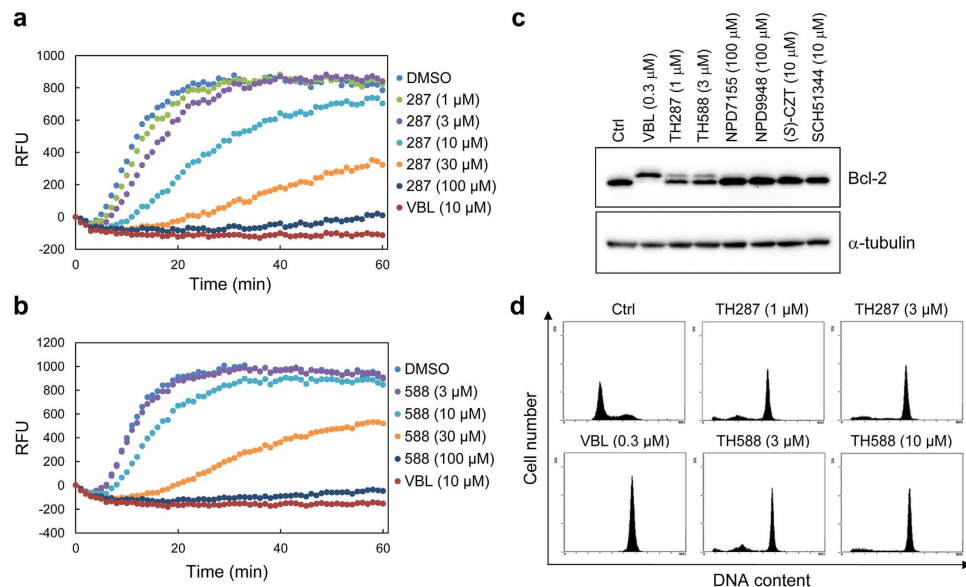 a
1000
800
600
400
200
0
-200
RFU
0
20
40
60
Time (min)
DMSO
287 (1 µM)
287 (3 µM)
287 (10 µM)
287 (30 µM)
287 (100 µM)
VBL (10 µM)
b
1200
1000
800
600
400
200
0
-200
-400
RFU
0
20
40
60
Time (min)
DMSO
588 (3 µM)
588 (10 µM)
588 (30 µM)
588 (100 µM)
VBL (10 µM)
c
Ctrl
VBL (0.3 µM)
TH287 (1 µM)
TH588 (3 µM)
NPD7155 (100 µM)
NPD9948 (100 µM)
(S)-CZT (10 µM)
SCH51344 (10 µM)
Bcl-2
α-tubulin
d
Ctrl
TH287 (1 µM)
TH287 (3 µM)
VBL (0.3 µM)
TH588 (3 µM)
TH588 (10 µM)
Cell number
DNA content